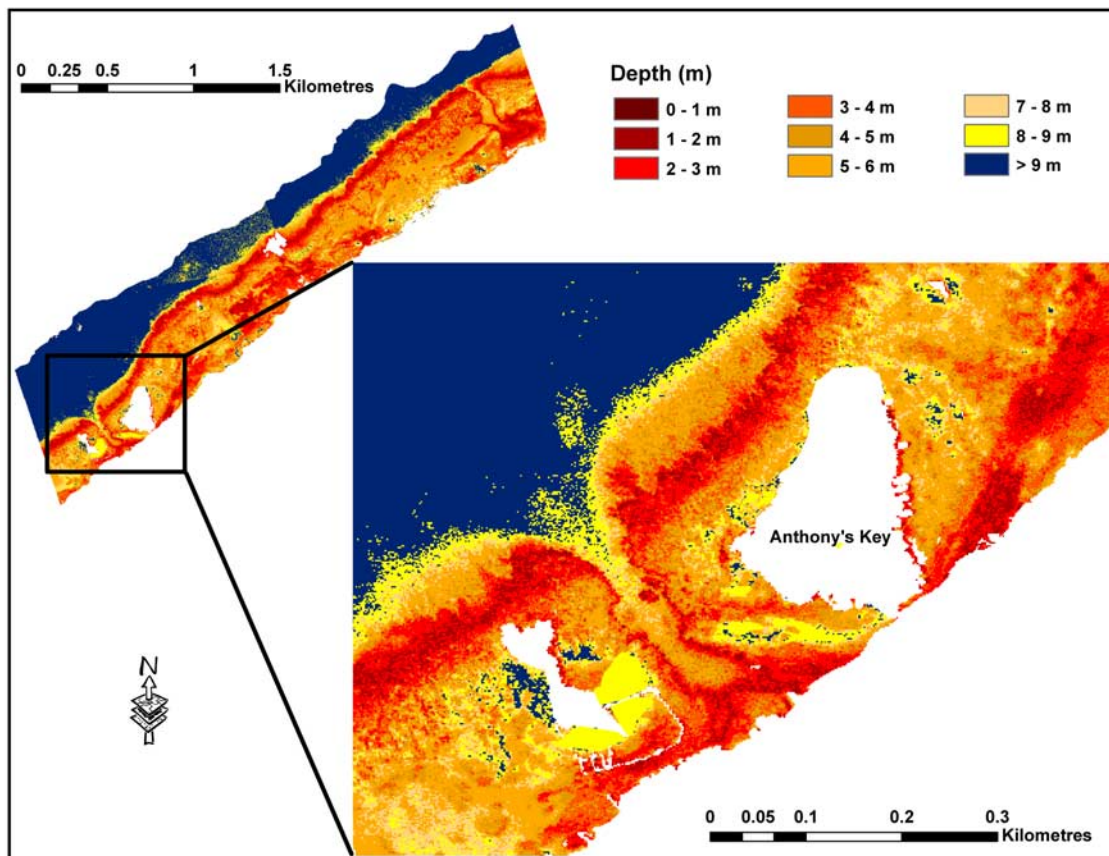 0 0.25 0.5 1 1.5
Kilometres
Depth (m)
0 - 1 m
1 - 2 m
2 - 3 m
3 - 4 m
4 - 5 m
5 - 6 m
7 - 8 m
8 - 9 m
> 9 m
Anthony's Key
N
0 0.05 0.1 0.2 0.3
Kilometres